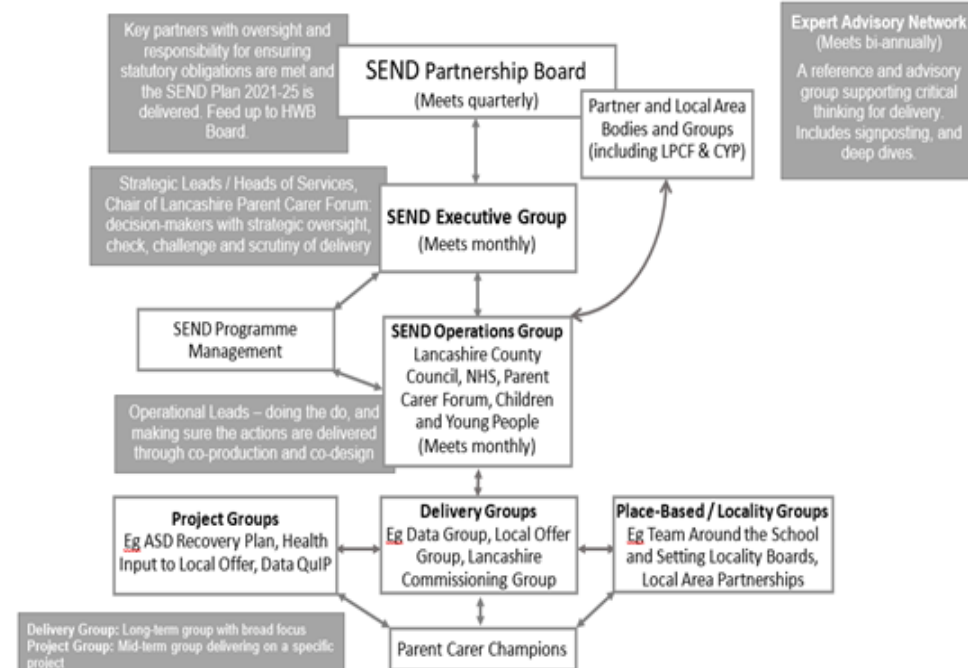 Key partners with oversight and
responsibility for ensuring
statutory obligations are met and
the SEND Plan 2021-25 is
delivered. Feed up to HWB
Board.
SEND Partnership Board
(Meets quarterly)
Partner and Local Area
Bodies and Groups
(including LPCF & CYP)
Expert Advisory Network
(Meets bi-annually)
A reference and advisory
group supporting critical
thinking for delivery.
Includes signposting, and
deep dives.
Strategic Leads / Heads of Services,
Chair of Lancashire Parent Carer Forum:
decision-makers with strategic oversight,
check, challenge and scrutiny of delivery
SEND Executive Group
(Meets monthly)
SEND Programme
Management
SEND Operations Group
Lancashire County
Council, NHS, Parent
Carer Forum, Children
and Young People
(Meets monthly)
Operational Leads – doing the do, and
making sure the actions are delivered
through co-production and co-design
Project Groups
Eg ASD Recovery Plan, Health
Input to Local Offer, Data QuIP
Delivery Groups
Eg Data Group, Local Offer
Group, Lancashire
Commissioning Group
Place-Based / Locality Groups
Eg Team Around the School
and Setting Locality Boards,
Local Area Partnerships
Delivery Group: Long-term group with broad focus
Project Group: Mid-term group delivering on a specific
project
Parent Carer Champions